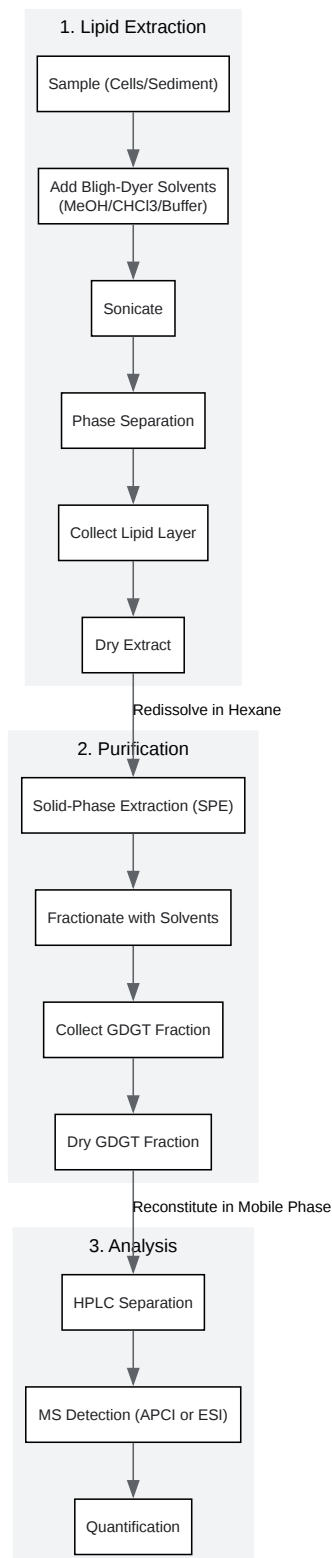 1. Lipid Extraction
Sample (Cells/Sediment)
Add Bligh-Dyer Solvents
(MeOH/CHCl3/Buffer)
Sonicate
Phase Separation
Collect Lipid Layer
Dry Extract
Redissolve in Hexane
2. Purification
Solid-Phase Extraction (SPE)
Fractionate with Solvents
Collect GDGT Fraction
Dry GDGT Fraction
Reconstitute in Mobile Phase
3. Analysis
HPLC Separation
MS Detection (APCI or ESI)
Quantification